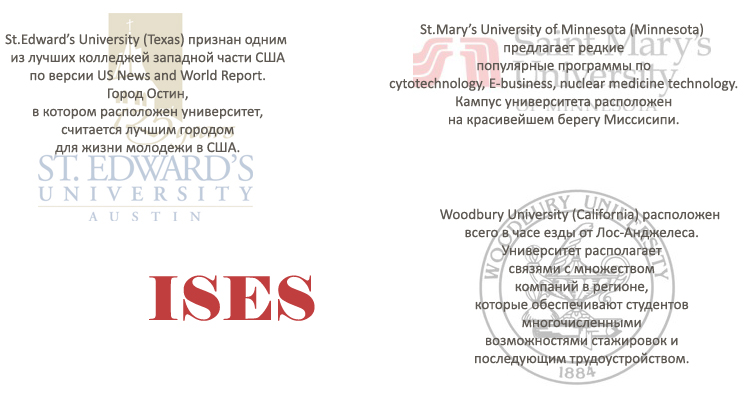 St.Edward's University (Texas) признан одним
из лучших колледжей западной части США
по версии US News and World Report.
Город Остин,
в котором расположен университет,
считается лучшим городом
для жизни молодежи в США.
ST. EDWARD'S
UNIVERSITY
AUSTIN
St.Mary's University of Minnesota (Minnesota)
предлагает редкие
популярные программы по
cytotechnology, E-business, nuclear medicine technology.
Кампус университета расположен
на красивейшем берегу Миссисипи.
Saint Mary's
University
OF MINNESOTA
ISES
Woodbury University (California) расположен
всего в часе езды от Лос-Анджелеса.
Университет располагает
связями с множеством
компаний в регионе,
которые обеспечивают студентов
многочисленными
возможностями стажировок и
последующим трудоустройством.
WOODBURY UNIVERSITY
1884